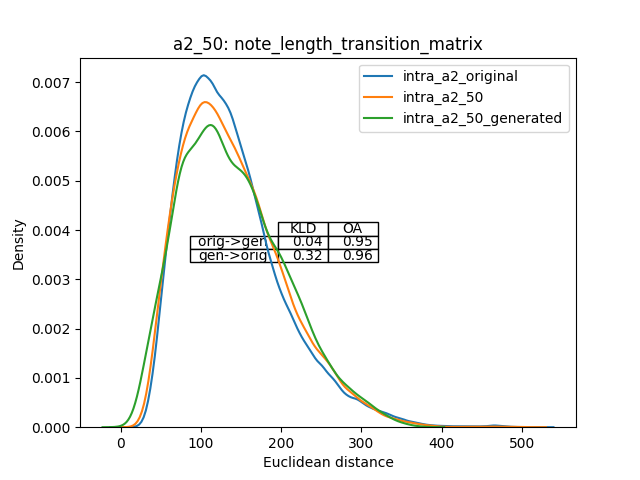 a2_50: note_length_transition_matrix
intra_a2_original
intra_a2_50
intra_a2_50_generated
0.007
0.006
0.005
0.004
0.003
0.002
0.001
0.000
Density
KLD OA
orig->gen 0.04 0.95
gen->orig 0.32 0.96
0 100 200 300 400 500
Euclidean distance